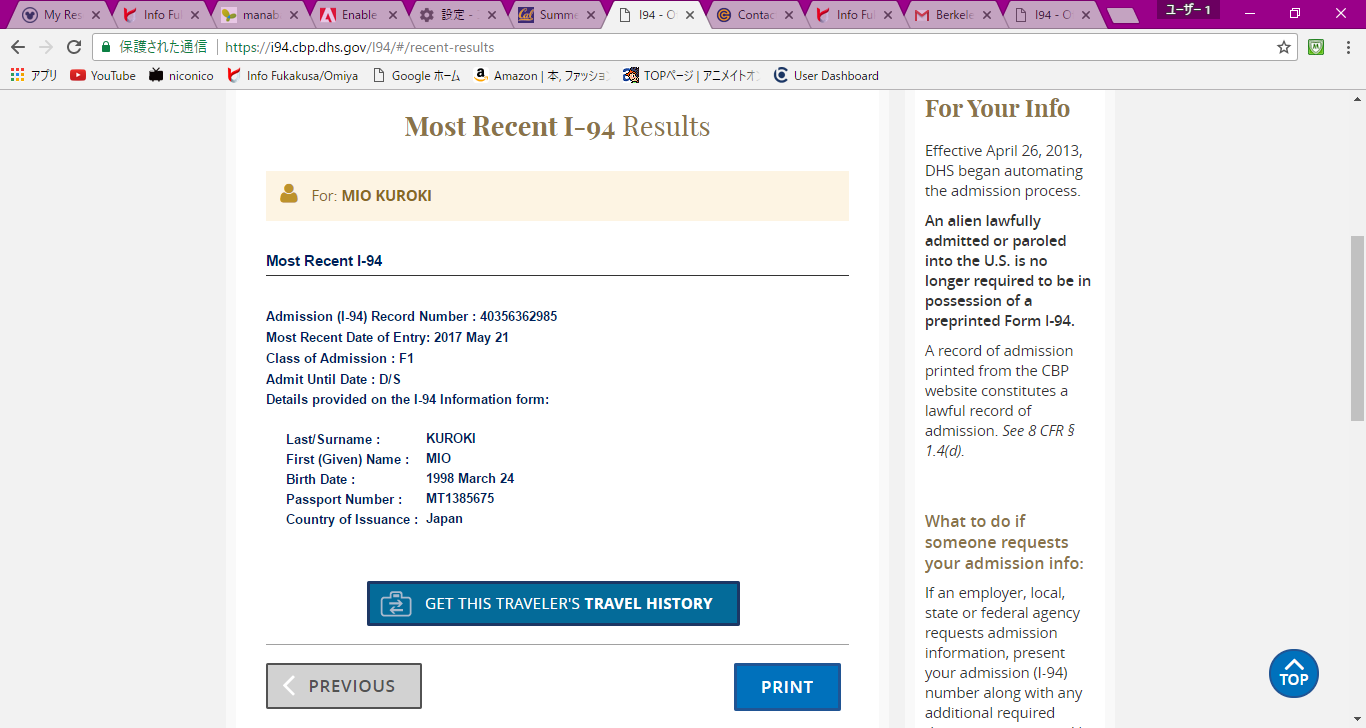 My Res
Info Ful
manab
Enable
設定 -
Summe
I94 - O
Contac
Info Ful
Berkele
I94 - O
ユーザー 1
保護された通信
https://i94.cbp.dhs.gov/I94/#/recent-results
アプリ
YouTube
niconico
Info Fukakusa/Omiya
Google ホーム
Amazon | 本, ファッショ
TOPページ | アニメイトオン
User Dashboard
Most Recent I-94 Results
For: MIO KUROKI
Most Recent I-94
Admission (I-94) Record Number : 40356362985
Most Recent Date of Entry: 2017 May 21
Class of Admission : F1
Admit Until Date : D/S
Details provided on the I-94 Information form:
Last/Surname : KUROKI
First (Given) Name : MIO
Birth Date : 1998 March 24
Passport Number : MT1385675
Country of Issuance : Japan
GET THIS TRAVELER'S TRAVEL HISTORY
PREVIOUS
PRINT
For Your Info
Effective April 26, 2013,
DHS began automating
the admission process.
An alien lawfully
admitted or paroled
into the U.S. is no
longer required to be in
possession of a
preprinted Form I-94.
A record of admission
printed from the CBP
website constitutes a
lawful record of
admission. See 8 CFR §
1.4(d).
What to do if
someone requests
your admission info:
If an employer, local,
state or federal agency
requests admission
information, present
your admission (I-94)
number along with any
additional required
TOP